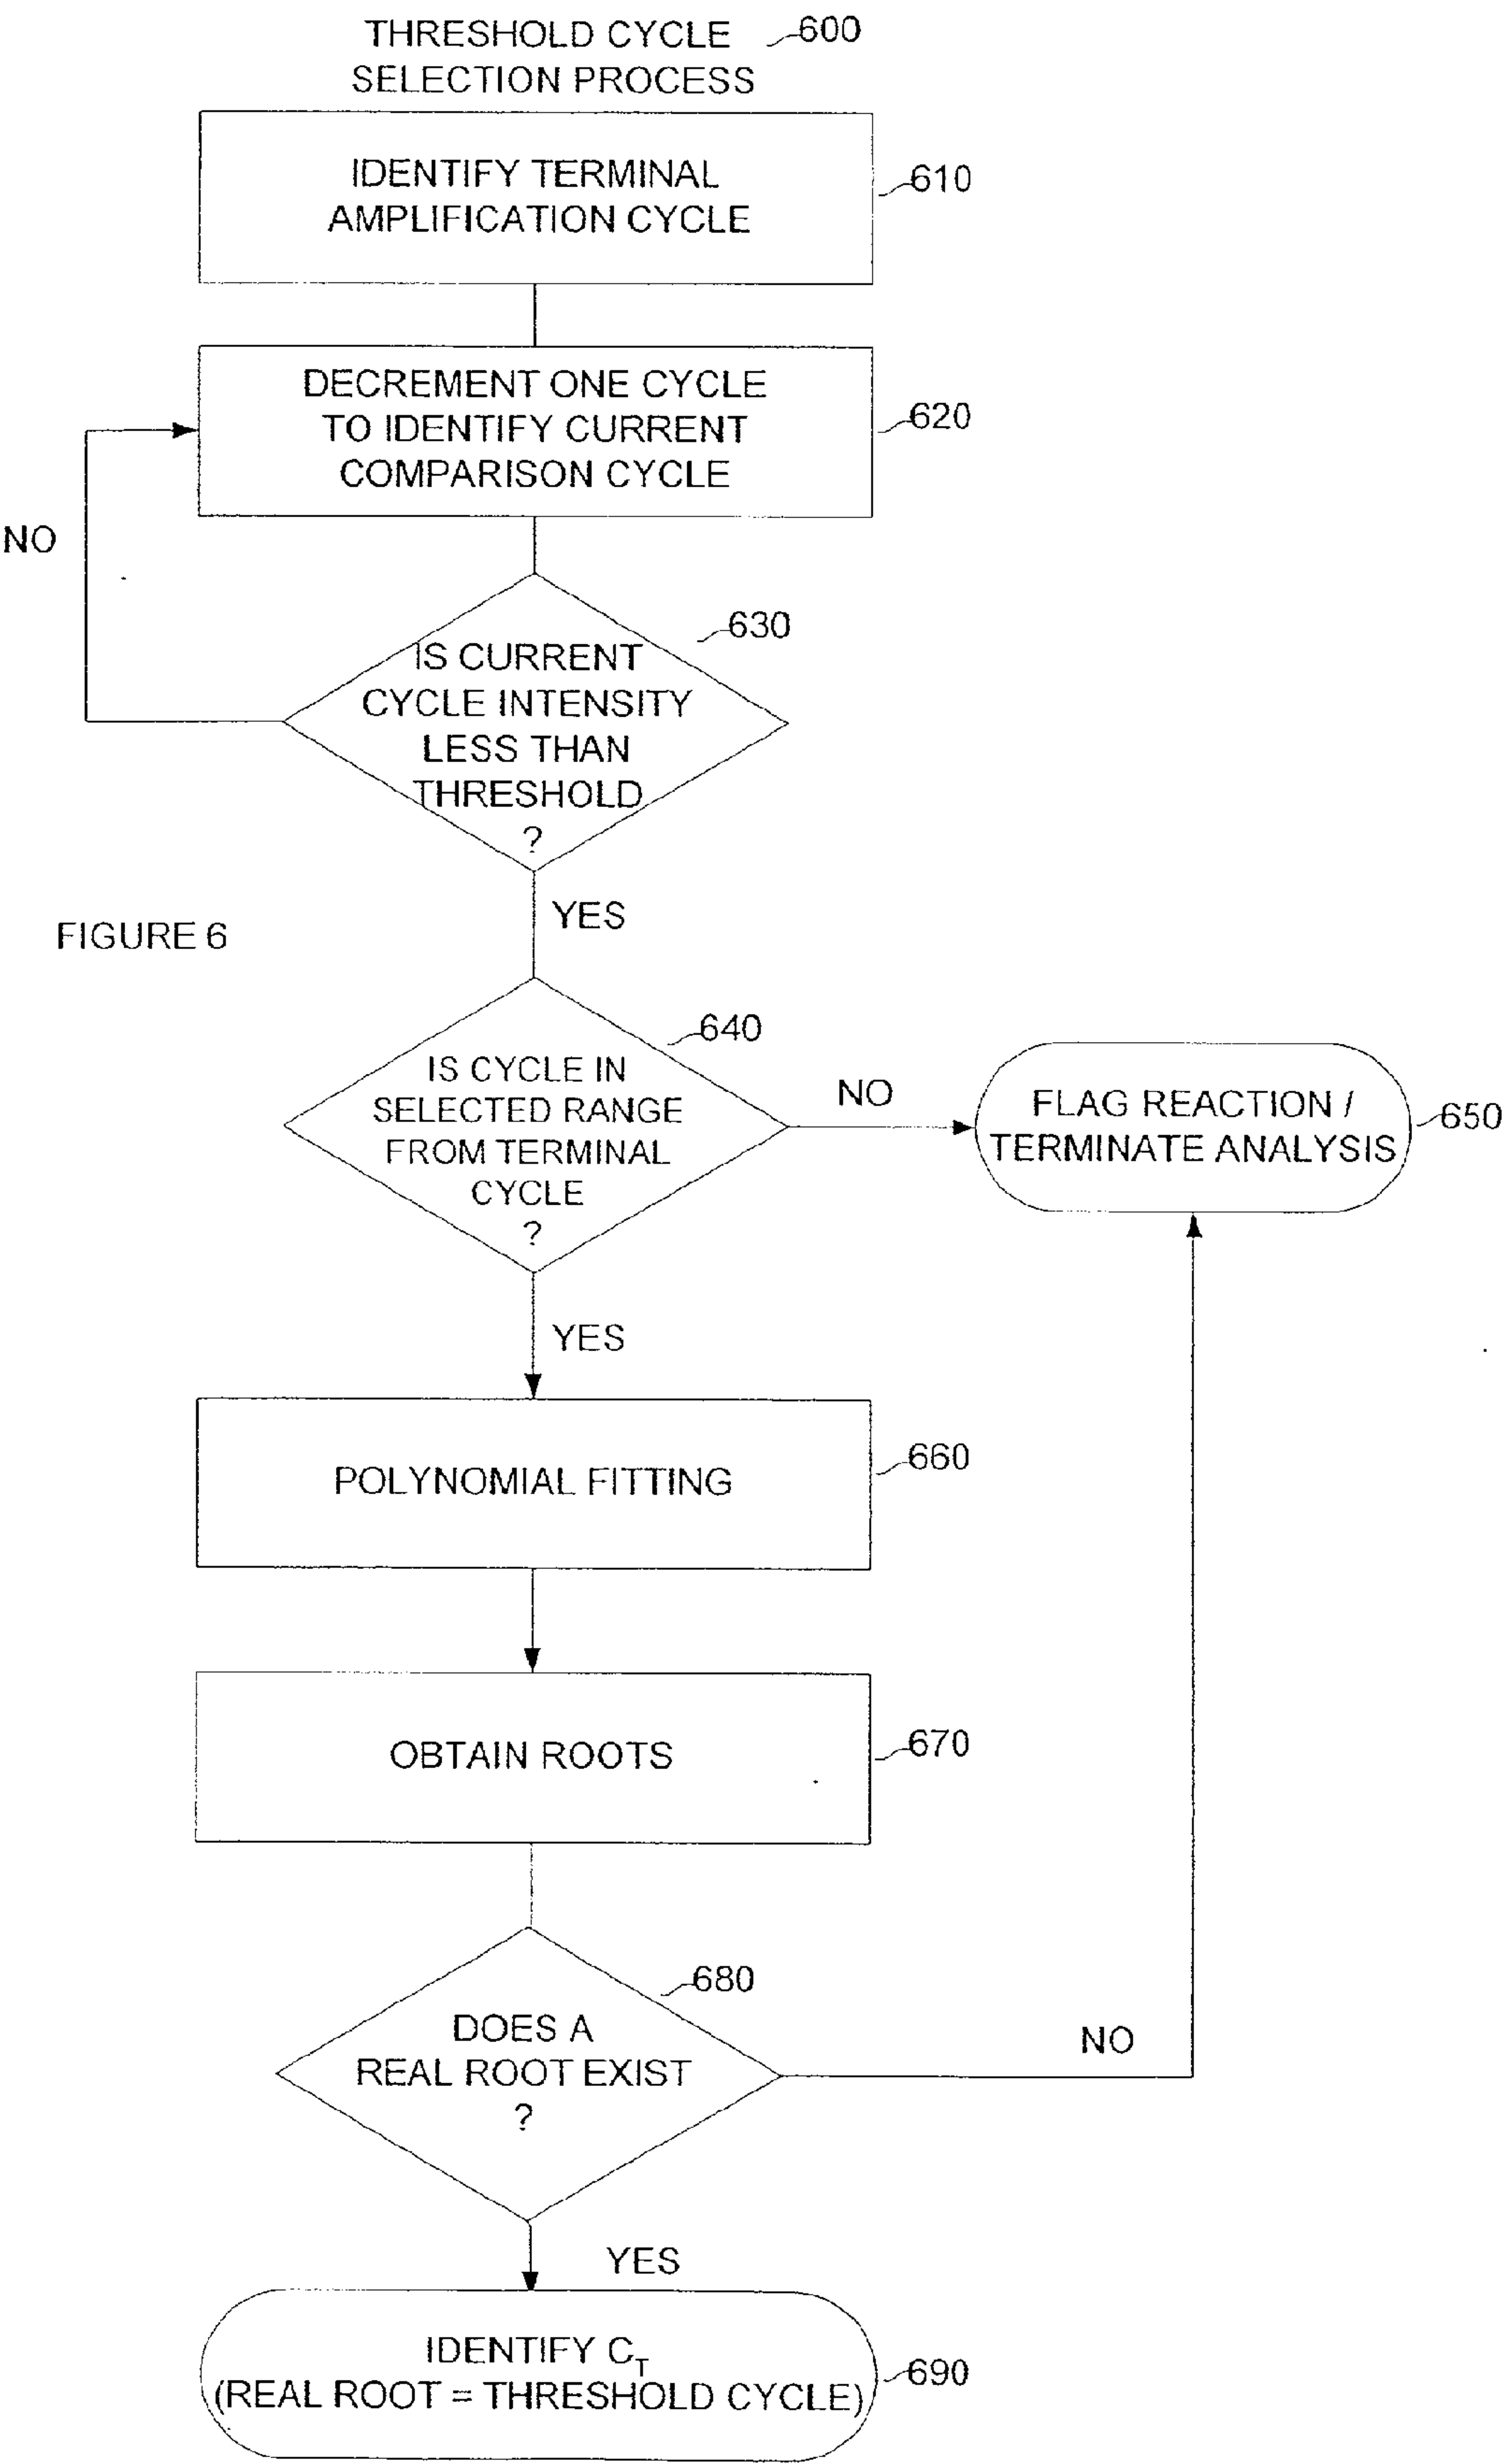 THRESHOLD CYCLE 600
SELECTION PROCESS
IDENTIFY TERMINAL
AMPLIFICATION CYCLE
610
DECREMENT ONE CYCLE
TO IDENTIFY CURRENT
COMPARISON CYCLE
620
NO
630
IS CURRENT
CYCLE INTENSITY
LESS THAN
THRESHOLD
?
YES
FIGURE 6
640
IS CYCLE IN
SELECTED RANGE
FROM TERMINAL
CYCLE
?
NO
FLAG REACTION /
TERMINATE ANALYSIS
650
YES
POLYNOMIAL FITTING
660
OBTAIN ROOTS
670
680
DOES A
REAL ROOT EXIST
?
NO
YES
IDENTIFY CT
(REAL ROOT = THRESHOLD CYCLE)
690